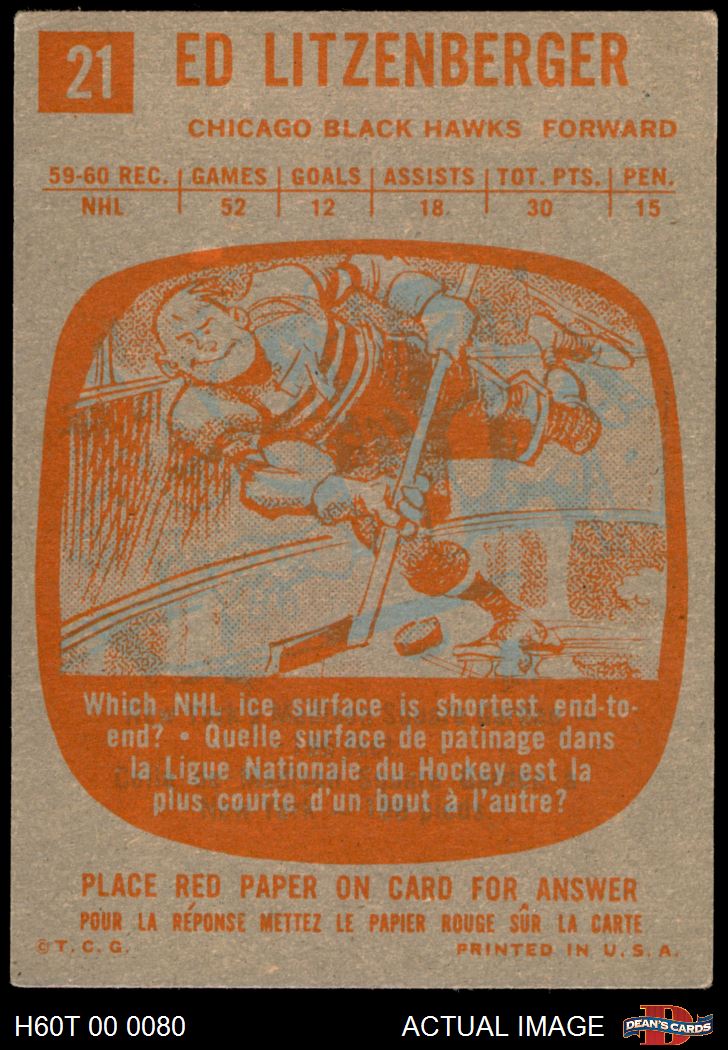 21
ED LITZENBERGER
CHICAGO BLACK HAWKS FORWARD
59-60 REC. GAMES GOALS ASSISTS TOT. PTS. PEN.
NHL 52 12 18. 30 15
Which NHL ice surface is shortest end-to-
end? • Quelle surface de patinage dans
la Ligue Nationale du Hockey est la
plus courte d'un bout à l'autre?
PLACE RED PAPER ON CARD FOR ANSWER
POUR LA RÉPONSE METTEZ LE PAPIER ROUGE SÛR LA CARTE
© T. C. G. PRINTED IN U. S. A.
H60T 00 0080 ACTUAL IMAGE
DEAN'S CARDS